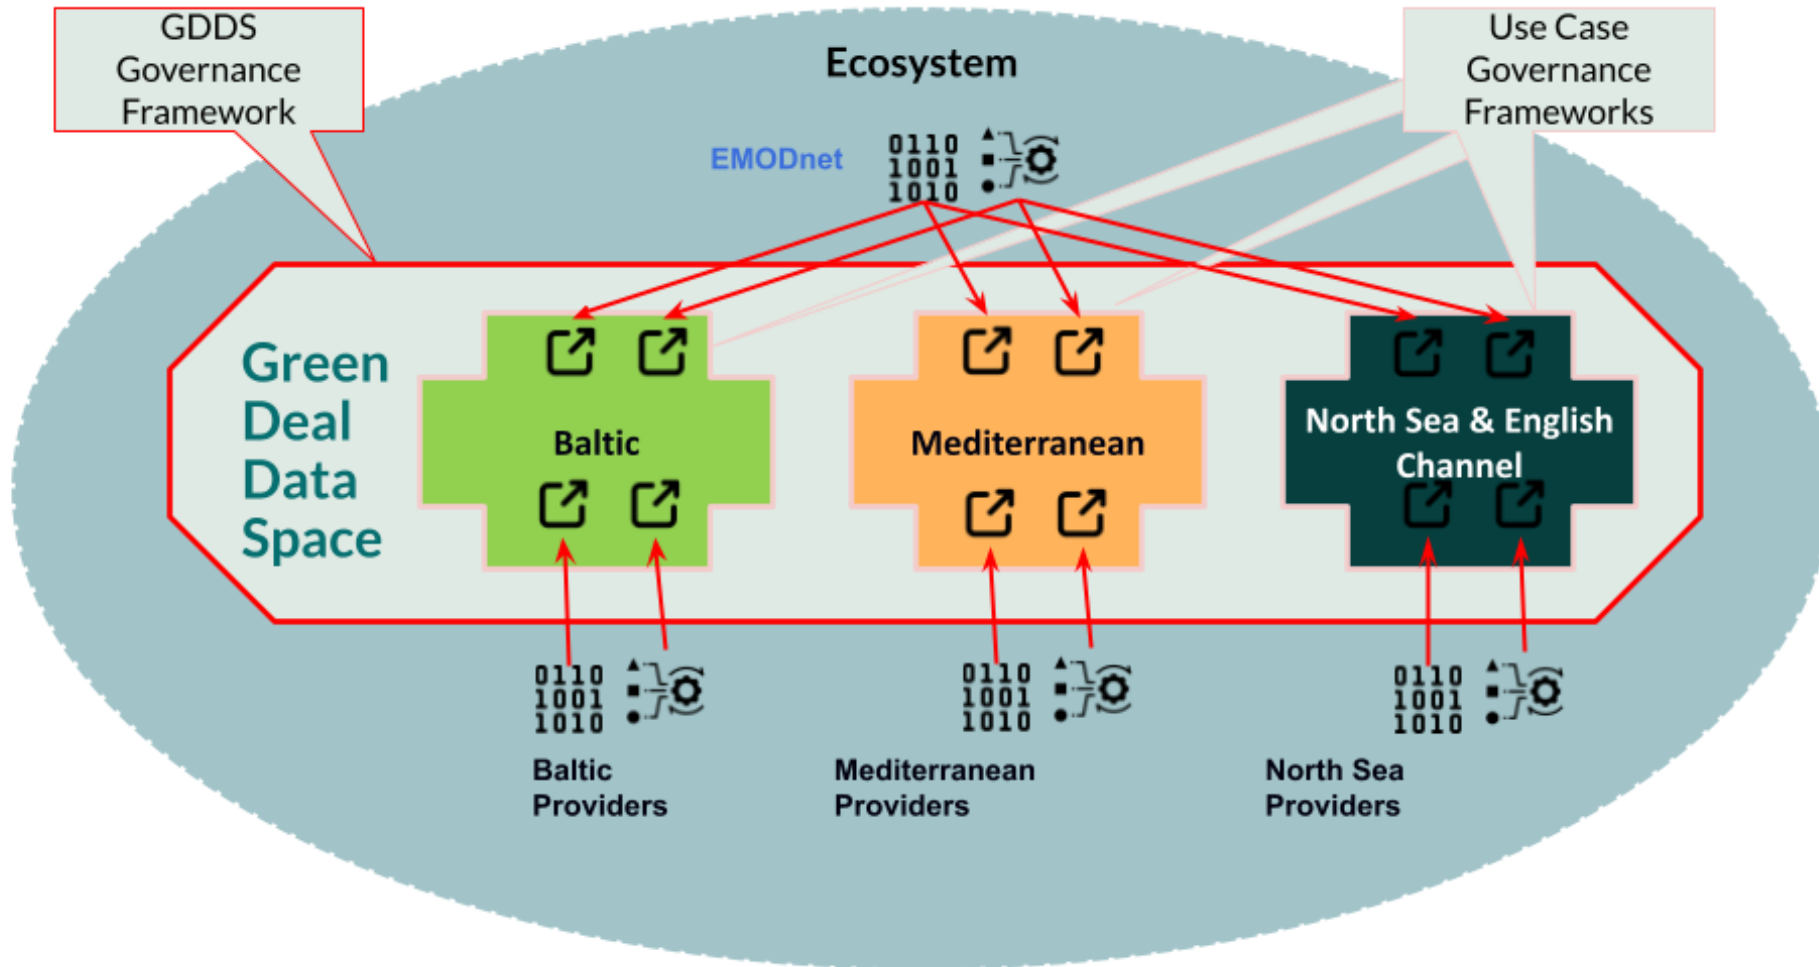 GDDS
Governance
Framework
Ecosystem
Use Case
Governance
Frameworks
EMODnet
0110
1001
1010
Green
Deal
Data
Space
Baltic
Mediterranean
North Sea & English
Channel
0110
1001
1010
0110
1001
1010
0110
1001
1010
Baltic
Providers
Mediterranean
Providers
North Sea
Providers